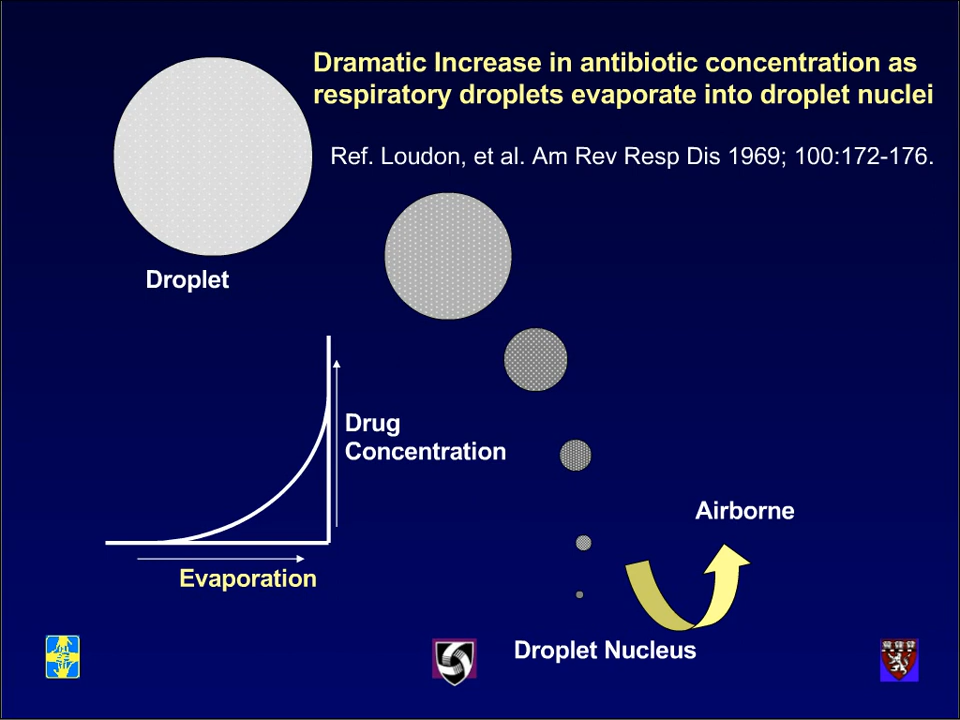 Dramatic Increase in antibiotic concentration as
respiratory droplets evaporate into droplet nuclei
Ref. Loudon, et al. Am Rev Resp Dis 1969; 100:172-176.
Droplet
Drug
Concentration
Airborne
Evaporation
Droplet Nucleus